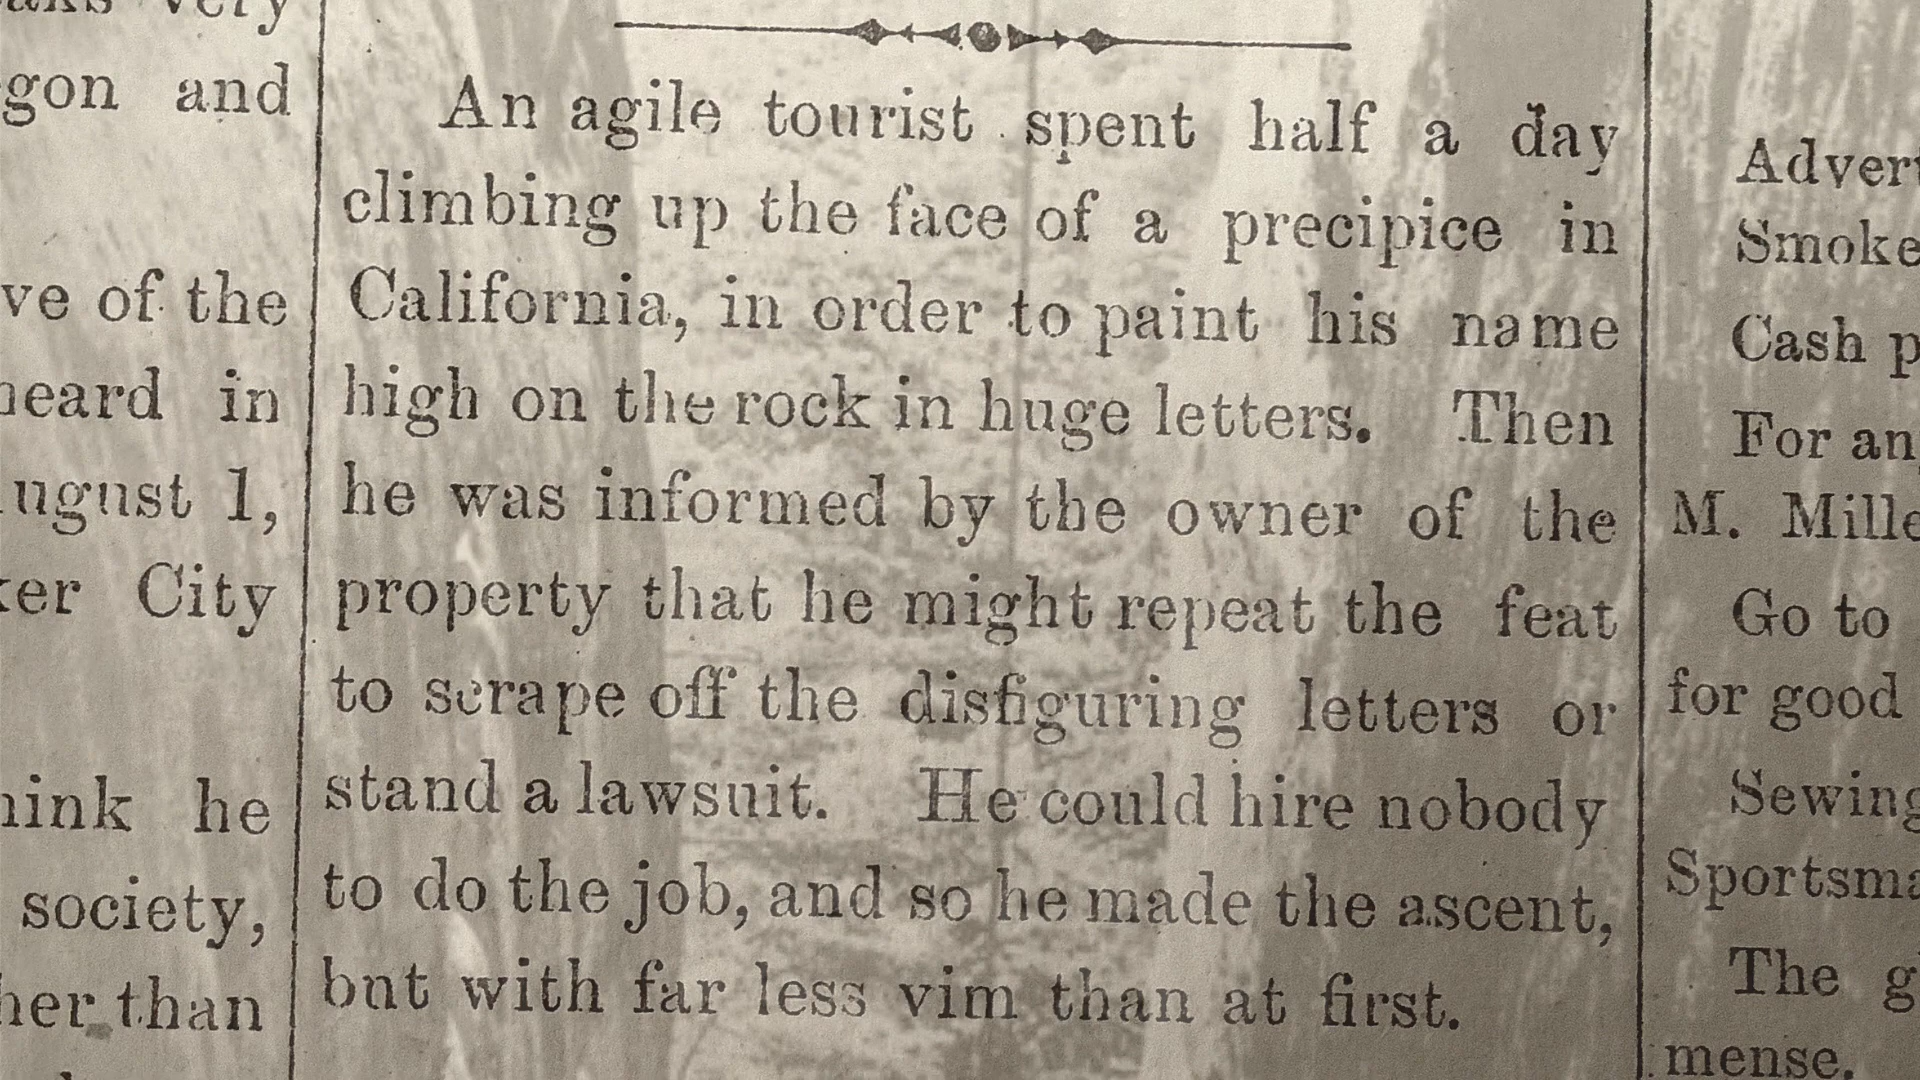 very
gon and
ve of the
heard in
ugust 1,
er City
hink he
society,
her than
An agile tourist spent half a day
climbing up the face of a precipice in
California, in order to paint his name
high on the rock in huge letters. Then
he was informed by the owner of the
property that he might repeat the feat
to scrape off the disfiguring letters or
stand a lawsuit. He could hire nobody
to do the job, and so he made the ascent,
but with far less vim than at first.
Advert
Smoke
Cash p
For an
M. Mille
Go to
for good
Sewing
Sportsma
The g
mense.